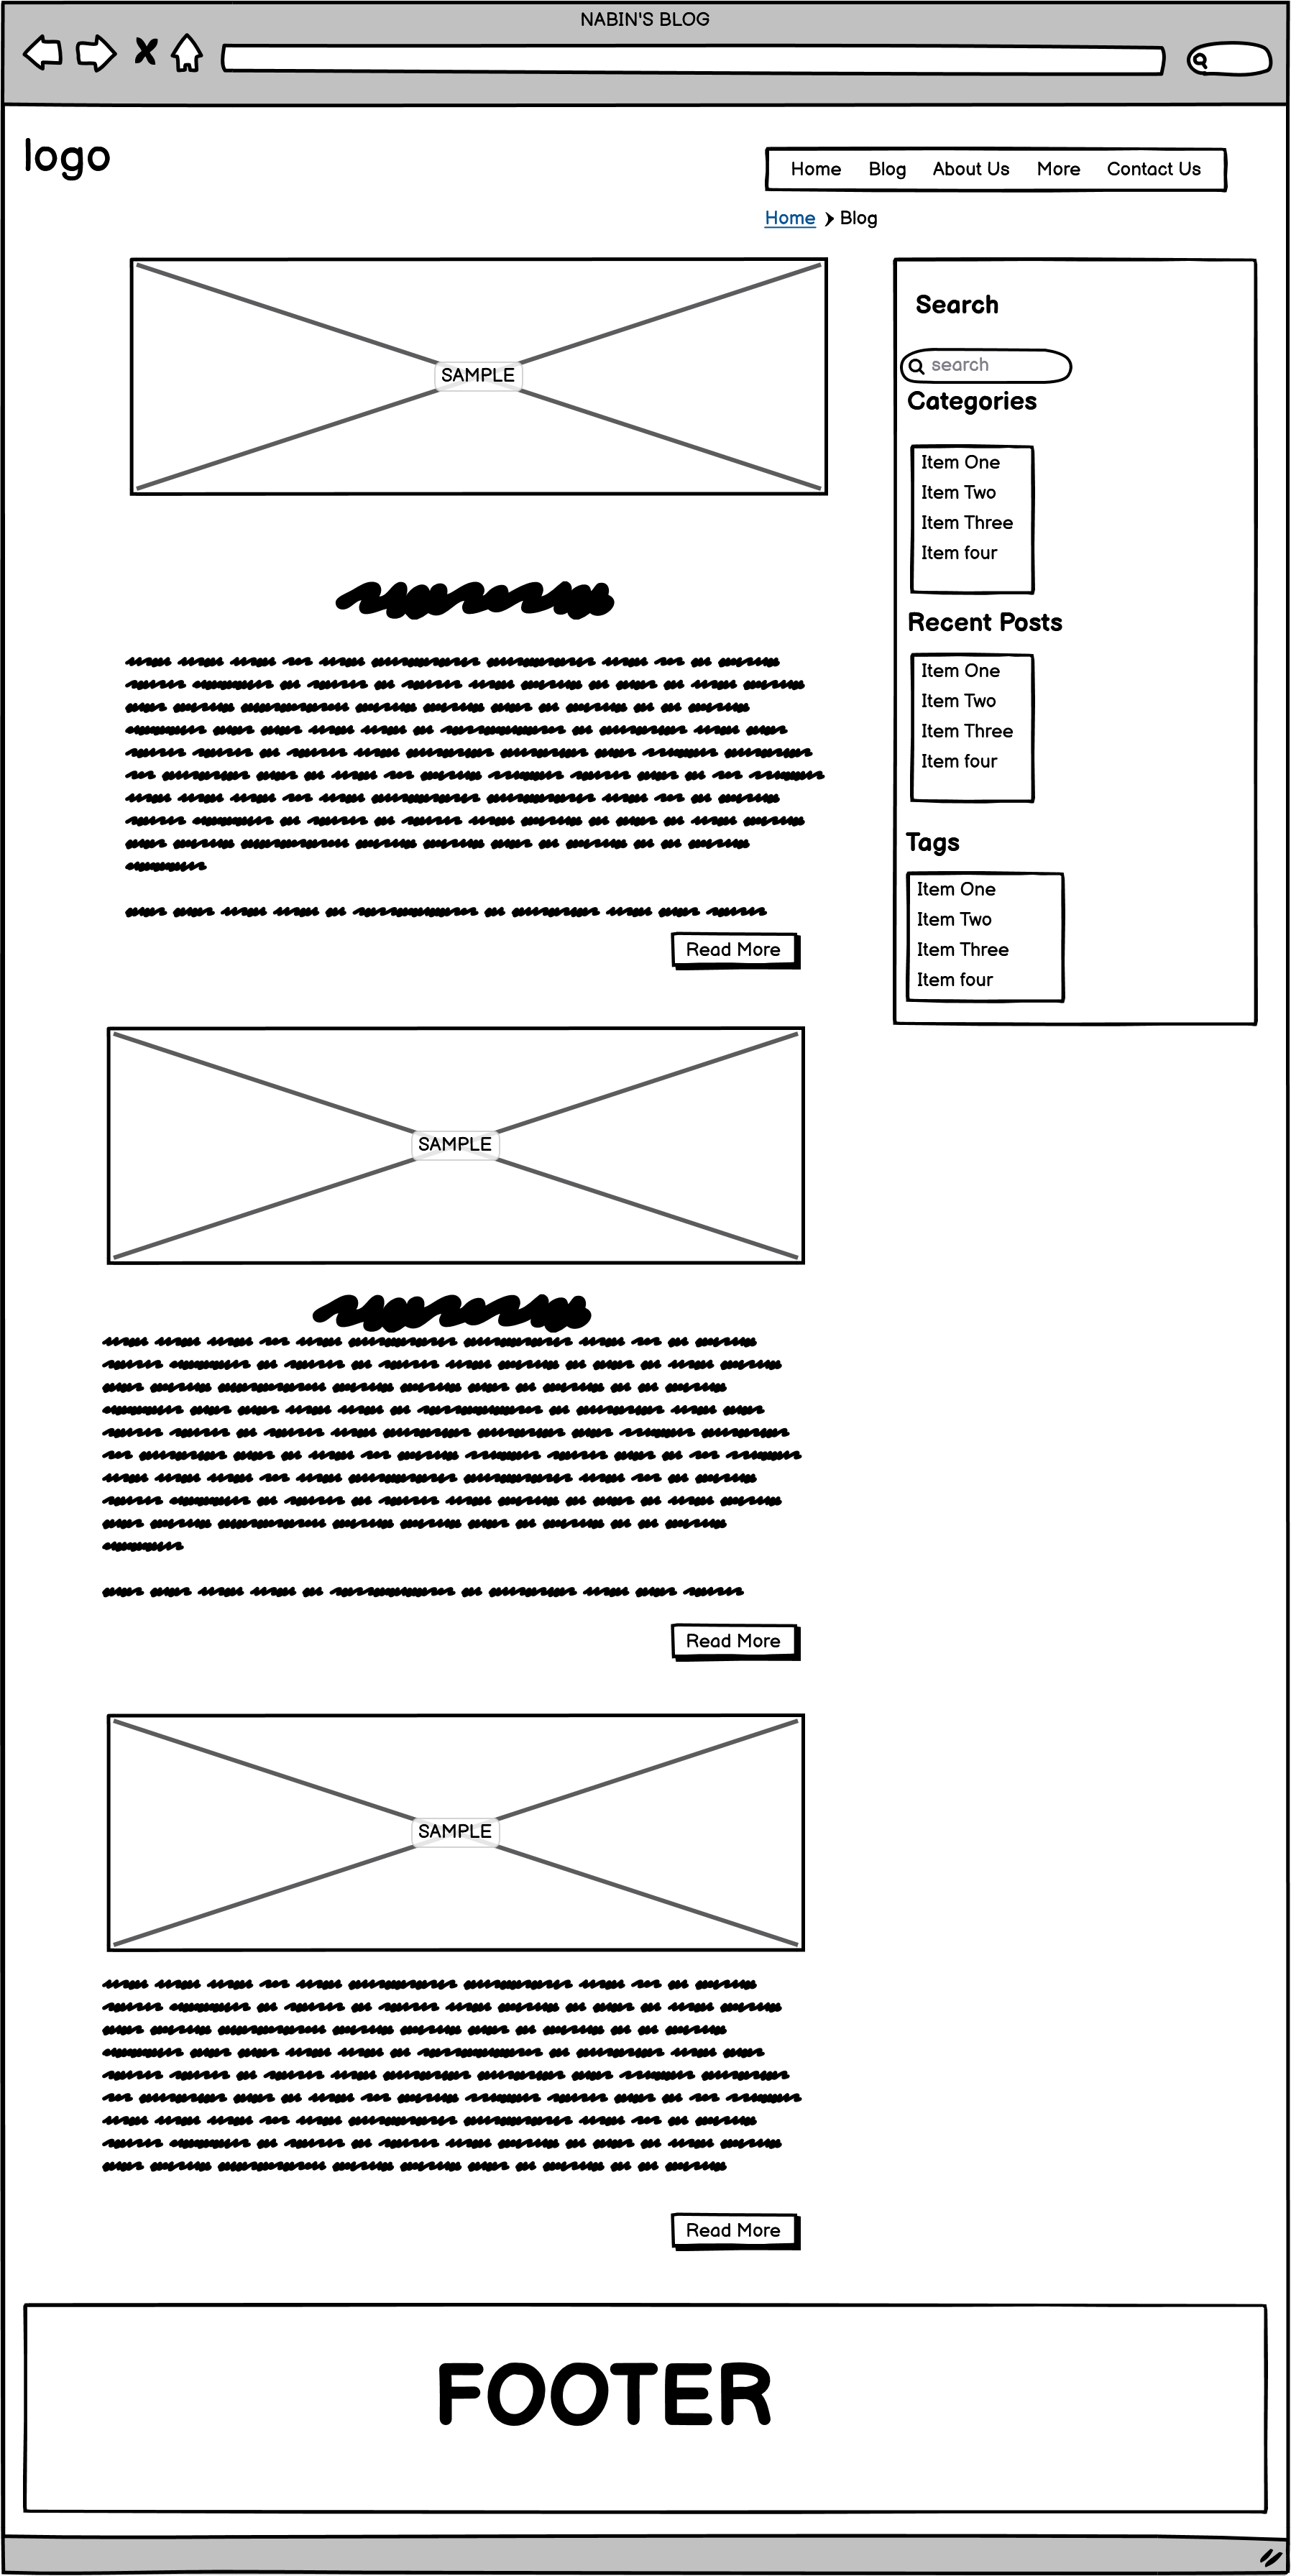 NABIN'S BLOG
logo
Home Blog About Us More Contact Us
Home Blog
SAMPLE
Read More
SAMPLE
Read More
SAMPLE
Read More
Search
search
Categories
Item One
Item Two
Item Three
Item four
Recent Posts
Item One
Item Two
Item Three
Item four
Tags
Item One
Item Two
Item Three
Item four
FOOTER